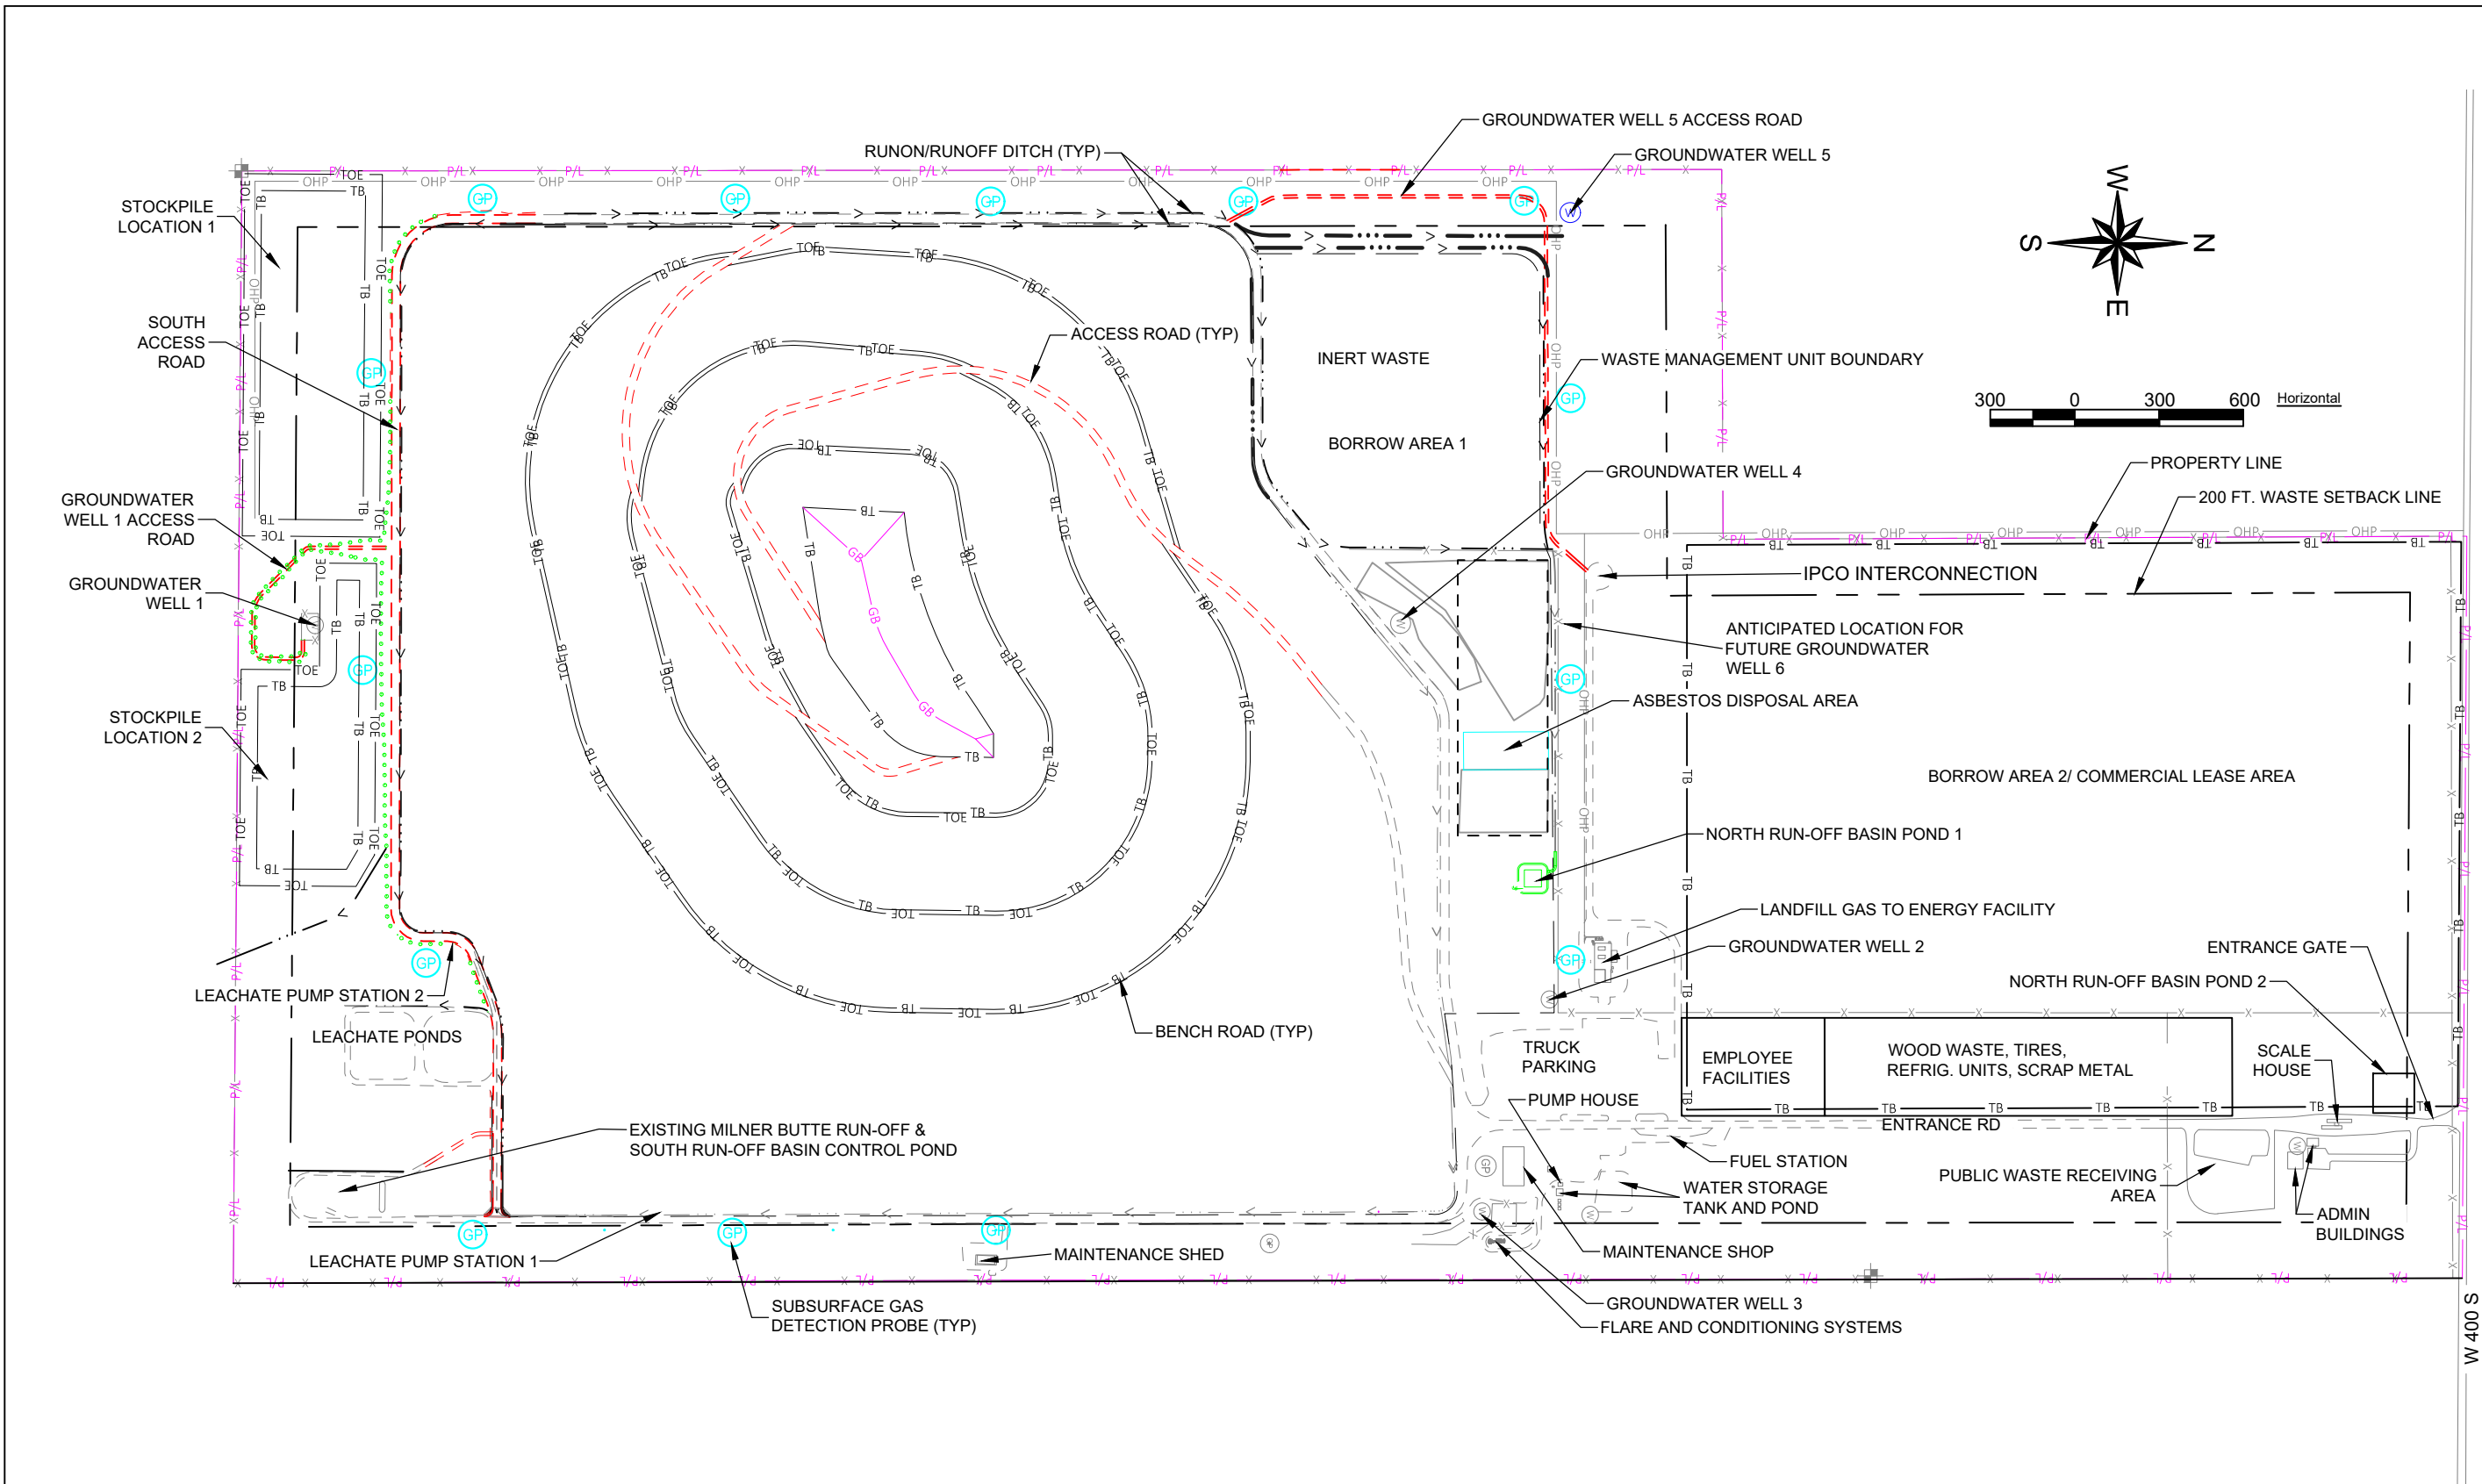 GROUNDWATER WELL 5 ACCESS ROAD
RUNON/RUNOFF DITCH (TYP)
GROUNDWATER WELL 5
STOCKPILE
LOCATION 1
W
N
S
E
SOUTH
ACCESS
ROAD
ACCESS ROAD (TYP)
INERT WASTE
WASTE MANAGEMENT UNIT BOUNDARY
300 0 300 600 Horizontal
BORROW AREA 1
GROUNDWATER WELL 4
PROPERTY LINE
200 FT. WASTE SETBACK LINE
GROUNDWATER
WELL 1 ACCESS
ROAD
GROUNDWATER
WELL 1
IPCO INTERCONNECTION
ANTICIPATED LOCATION FOR
FUTURE GROUNDWATER
WELL 6
ASBESTOS DISPOSAL AREA
STOCKPILE
LOCATION 2
BORROW AREA 2/ COMMERCIAL LEASE AREA
NORTH RUN-OFF BASIN POND 1
LANDFILL GAS TO ENERGY FACILITY
GROUNDWATER WELL 2
ENTRANCE GATE
NORTH RUN-OFF BASIN POND 2
LEACHATE PUMP STATION 2
LEACHATE PONDS
BENCH ROAD (TYP)
TRUCK
PARKING
EMPLOYEE
FACILITIES
WOOD WASTE, TIRES,
REFRIG. UNITS, SCRAP METAL
SCALE
HOUSE
PUMP HOUSE
ENTRANCE RD
EXISTING MILNER BUTTE RUN-OFF &
SOUTH RUN-OFF BASIN CONTROL POND
FUEL STATION
WATER STORAGE
TANK AND POND
PUBLIC WASTE RECEIVING
AREA
ADMIN
BUILDINGS
LEACHATE PUMP STATION 1
MAINTENANCE SHED
MAINTENANCE SHOP
SUBSURFACE GAS
DETECTION PROBE (TYP)
GROUNDWATER WELL 3
FLARE AND CONDITIONING SYSTEMS
W 400 S
P/L
OHP
TOE
TB
GB
GP
W
X